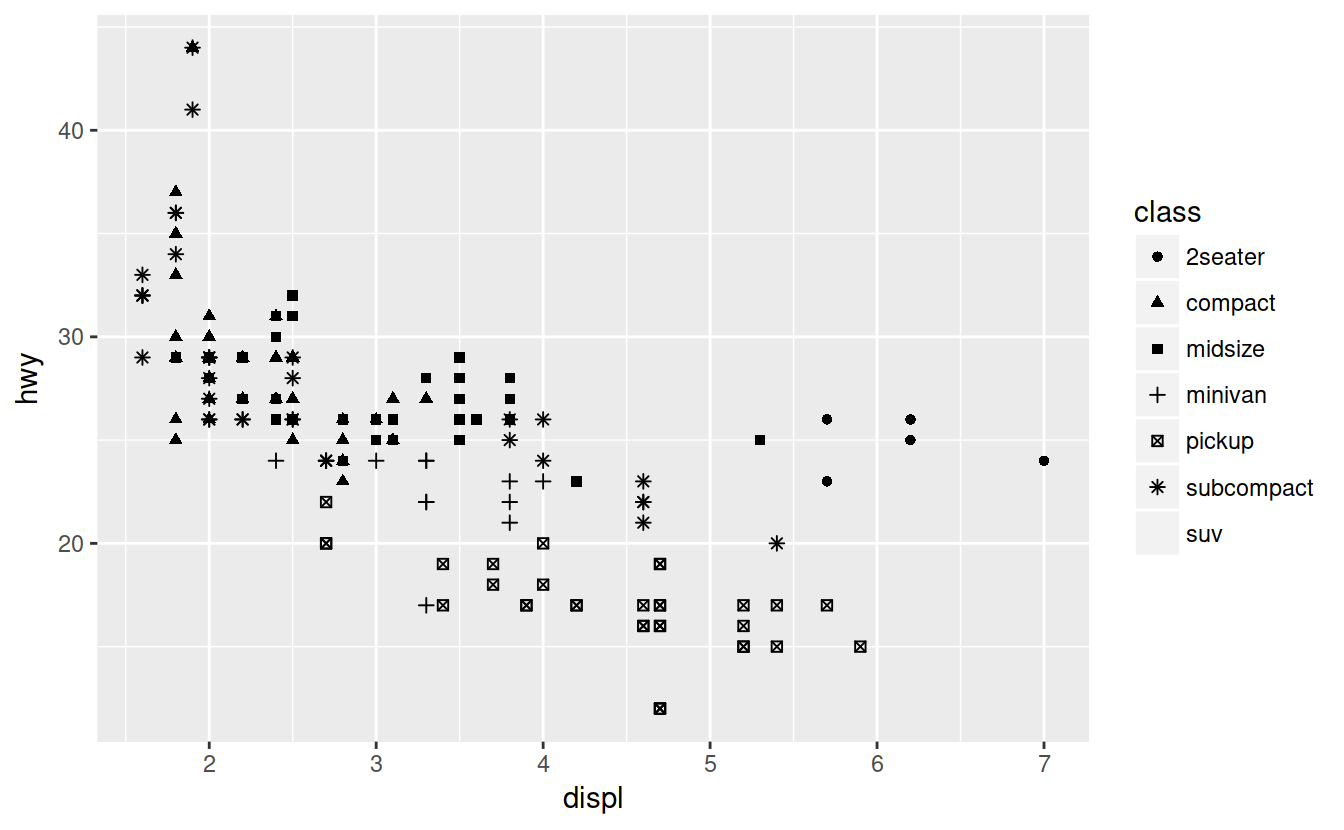 hwy
40
30
20
2 3 4 5 6 7
displ
class
2seater
compact
midsize
minivan
pickup
subcompact
suv